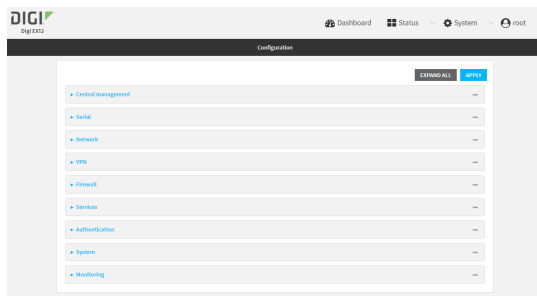 DIGI
Digi EX12
Dashboard
Status
System
root
Configuration
EXPAND ALL
APPLY
Central management
Serial
Network
VPN
Firewall
Services
Authentication
System
Monitoring